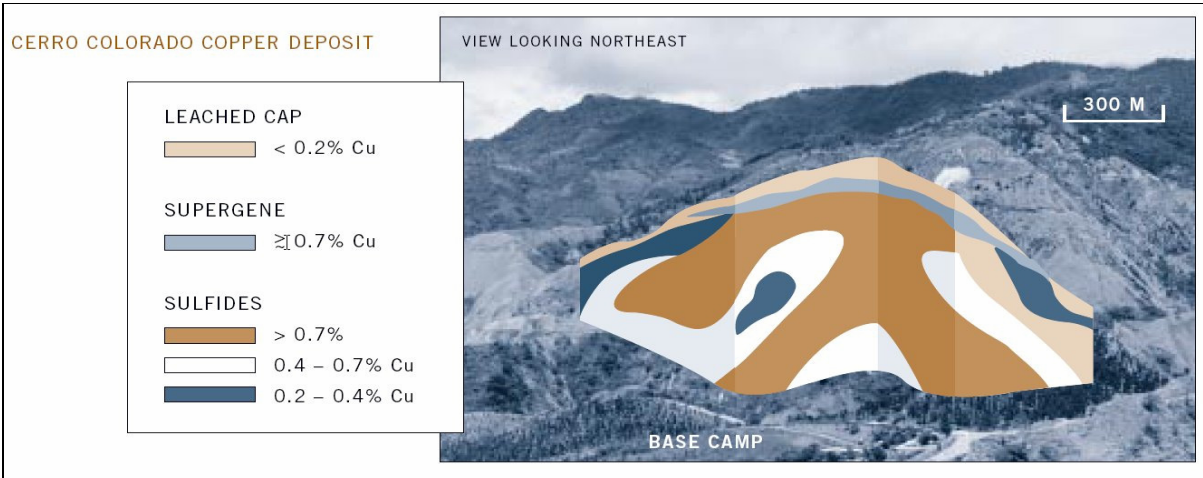 CERRO COLORADO COPPER DEPOSIT
VIEW LOOKING NORTHEAST
300 M
LEACHED CAP
< 0.2% Cu
SUPERGENE
≥ 0.7% Cu
SULFIDES
> 0.7%
0.4 – 0.7% Cu
0.2 – 0.4% Cu
BASE CAMP